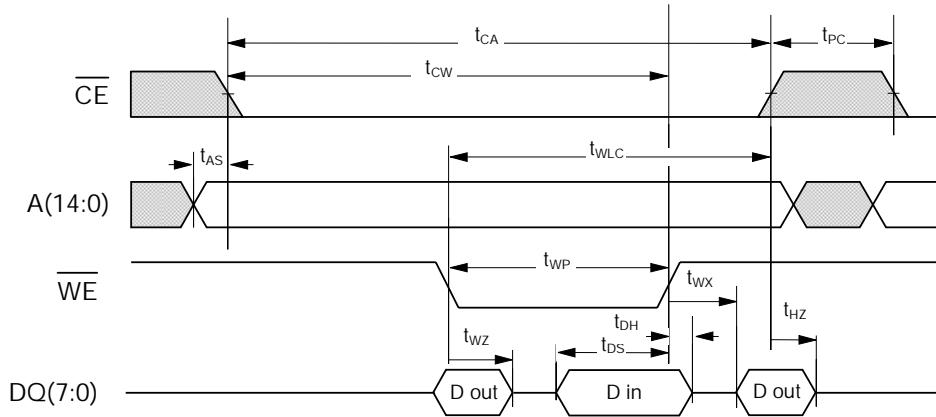 tCA
tPC
tCW
CE
tWLC
tAS
A(14:0)
tWP
WE
tWX
tDH
tHZ
tWZ
tDS
DQ(7:0)
D out
D in
D out